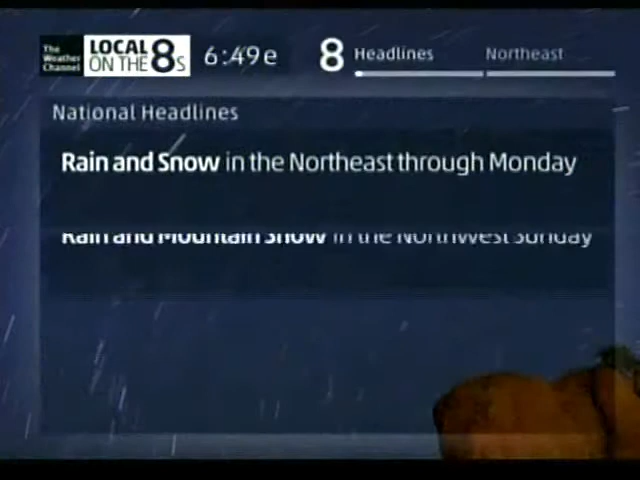 The
Weather
Channel
LOCAL
ON THE 8s
6:49e
8
Headlines
Northeast
National Headlines
Rain and Snow in the Northeast through Monday
Rain and Mountain Snow in the Northwest Sunday